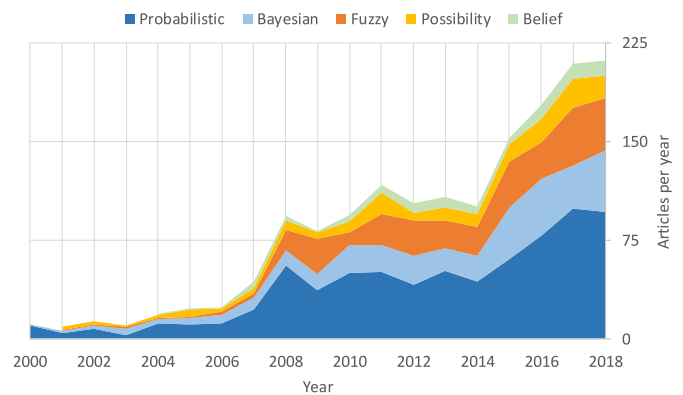 Probabilistic Bayesian Fuzzy Possibility Belief
225
150
75
0
Articles per year
2000 2002 2004 2006 2008 2010 2012 2014 2016 2018
Year